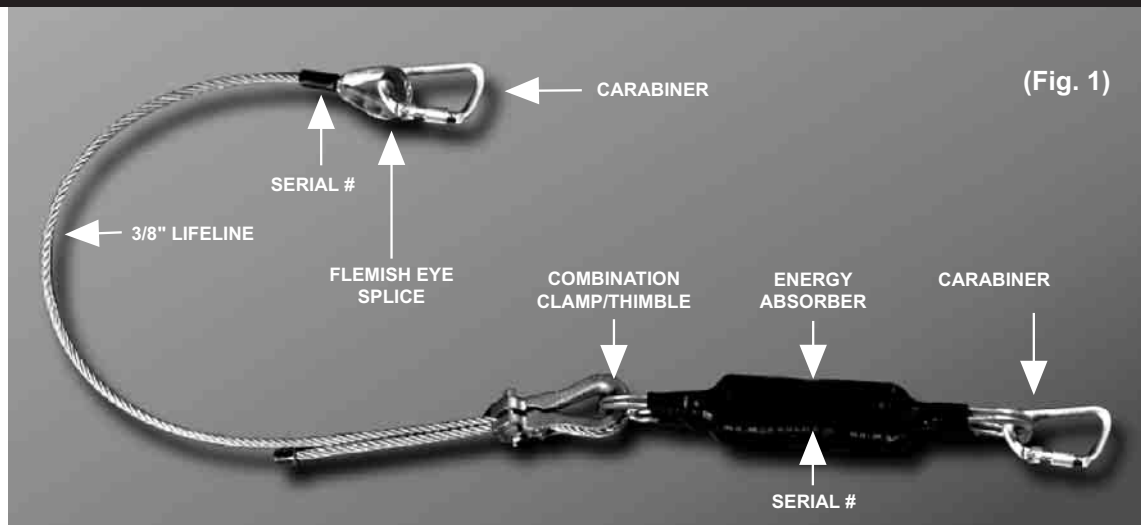 (Fig. 1)
CARABINER
SERIAL #
3/8" LIFELINE
FLEMISH EYE
SPLICE
COMBINATION
CLAMP/THIMBLE
ENERGY
ABSORBER
CARABINER
SERIAL #